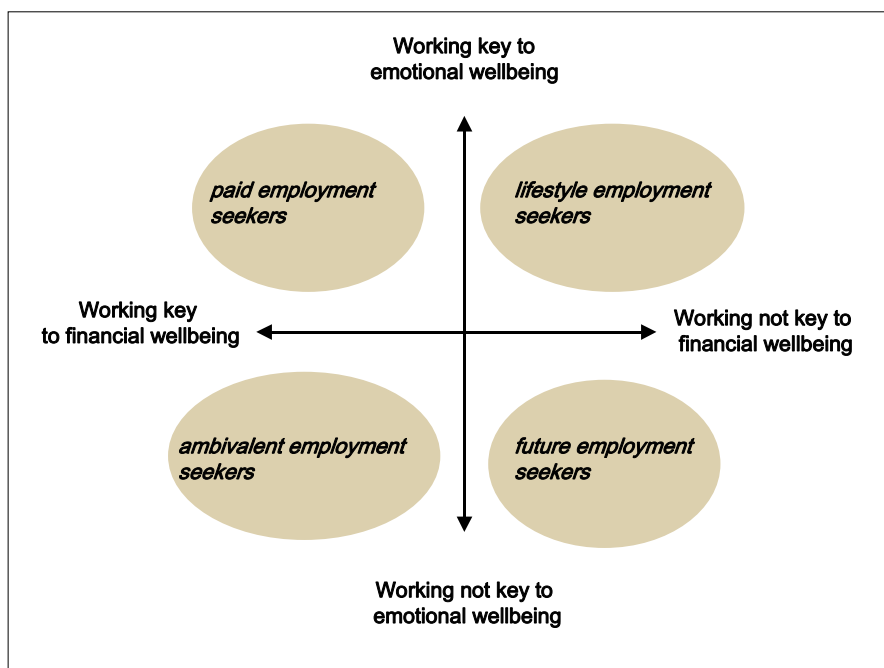 Working key to
emotional wellbeing
paid employment
seekers
lifestyle employment
seekers
Working key
to financial wellbeing
Working not key to
financial wellbeing
ambivalent employment
seekers
future employment
seekers
Working not key to
emotional wellbeing